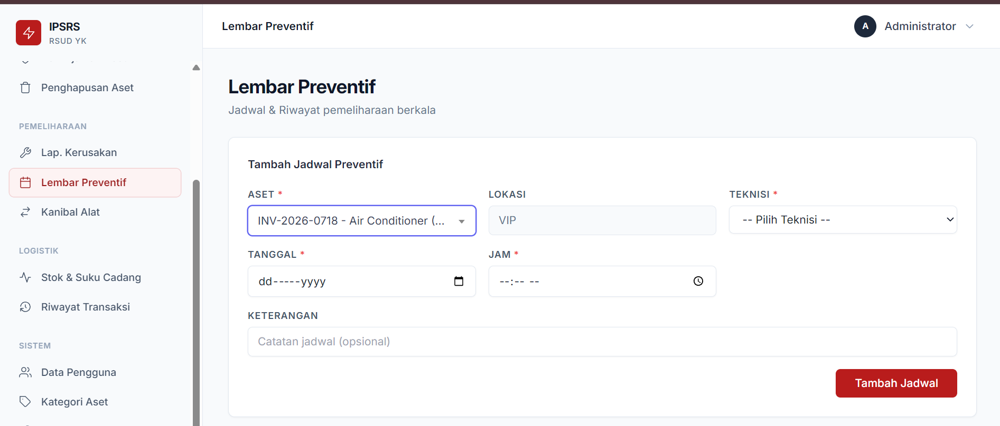 IPSRS
RSUD YK
Penghapusan Aset
PEMELIHARAAN
Lap. Kerusakan
Lembar Preventif
Kanibal Alat
LOGISTIK
Stok & Suku Cadang
Riwayat Transaksi
SISTEM
Data Pengguna
Kategori Aset
Lembar Preventif
A Administrator
Lembar Preventif
Jadwal & Riwayat pemeliharaan berkala
Tambah Jadwal Preventif
ASET * LOKASI TEKNISI *
INV-2026-0718 - Air Conditioner (... VIP -- Pilih Teknisi --
TANGGAL * JAM *
dd-----yyyy --:-- --
KETERANGAN
Catatan jadwal (opsional)
Tambah Jadwal